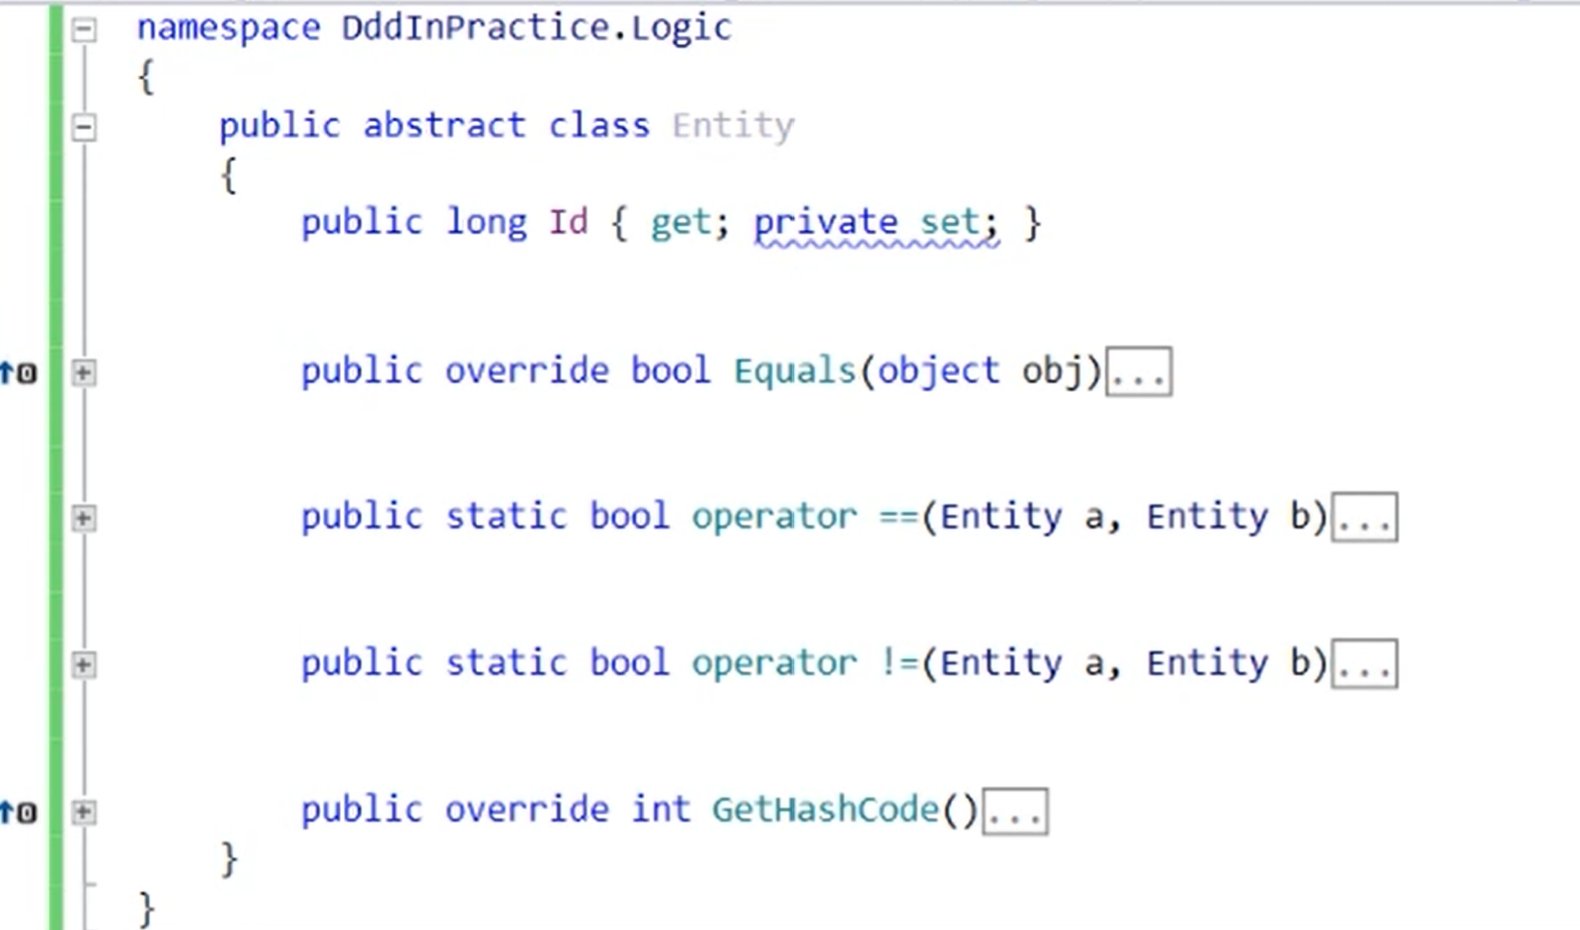 namespace DddInPractice.Logic
{
public abstract class Entity
{
public long Id { get; private set; }
public override bool Equals(object obj)...
public static bool operator ==(Entity a, Entity b)...
public static bool operator !=(Entity a, Entity b)...
public override int GetHashCode()...
}
}